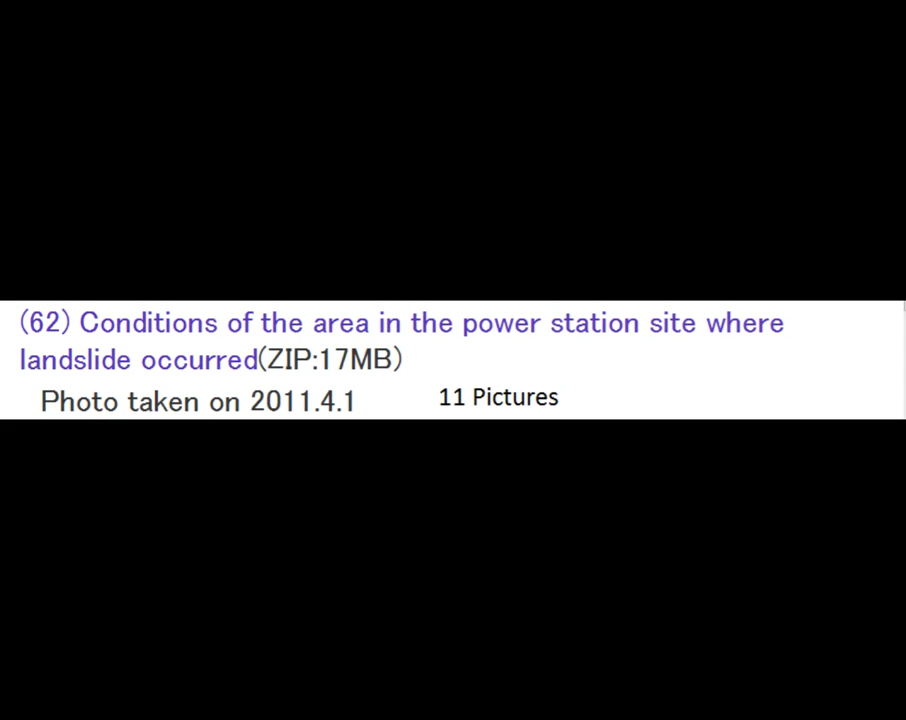 (62) Conditions of the area in the power station site where
landslide occurred(ZIP:17MB)
Photo taken on 2011.4.1 11 Pictures